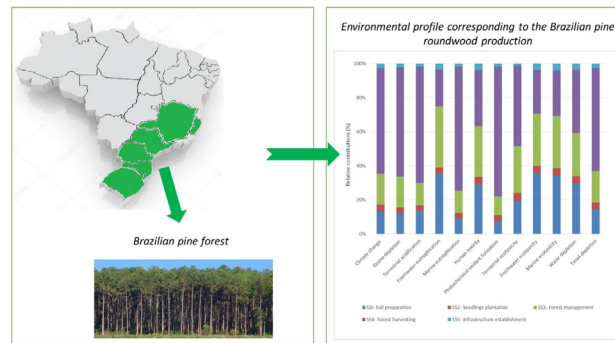 Brazilian pine forest
Environmental profile corresponding to the Brazilian pine
roundwood production
Relative contributions (%)
100%
80%
60%
40%
20%
0%
Climate change
Ozone depletion
Terrestrial acidification
Freshwater eutrophication
Marine eutrophication
Human toxicity
Photochemical oxidant formation
Terrestrial ecotoxicity
Freshwater ecotoxicity
Marine ecotoxicity
Water depletion
Fossil depletion
SS1- Soil preparation
SS2- Seedlings plantation
SS3- Forest management
SS4- Forest harvesting
SS5- Infrastructure establishment